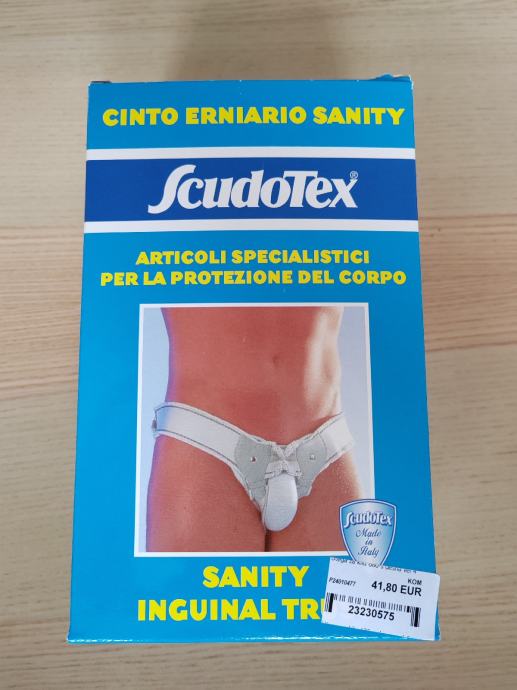 CINTO ERNIARIO SANITY
ScudoTex®
ARTICOLI SPECIALISTICI
PER LA PROTEZIONE DEL CORPO
ScudoTex
Made
in
Italy
SANITY
INGUINAL
P24010477
KOM
41,80 EUR
23230575